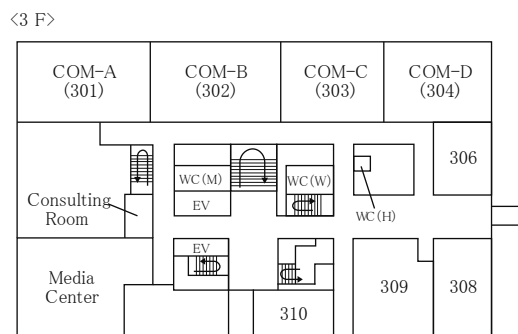 <3 F>
COM-A
(301)
COM-B
(302)
COM-C
(303)
COM-D
(304)
306
WC(M)
WC(W)
EV
Consulting
Room
WC(H)
EV
Media
Center
310
309
308